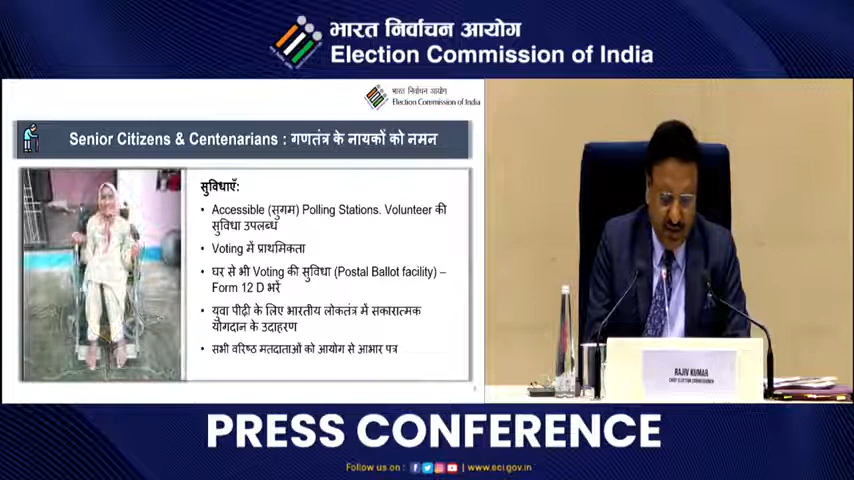 भारत निर्वाचन आयोग
Election Commission of India
भारत निर्वाचन आयोग
Election Commission of India
Senior Citizens & Centenarians : गणतंत्र के नायकों को नमन
सुविधाएँ:
• Accessible (सुगम) Polling Stations. Volunteer की
सुविधा उपलब्ध
• Voting में प्राथमिकता
• घर से भी Voting की सुविधा (Postal Ballot facility) –
Form 12 D भरें
• युवा पीढ़ी के लिए भारतीय लोकतंत्र में सकारात्मक
योगदान के उदाहरण
• सभी वरिष्ठ मतदाताओं को आयोग से आभार पत्र
RAJIV KUMAR
CHIEF ELECTION COMMISSIONER
PRESS CONFERENCE
Follow us on : | www.eci.gov.in